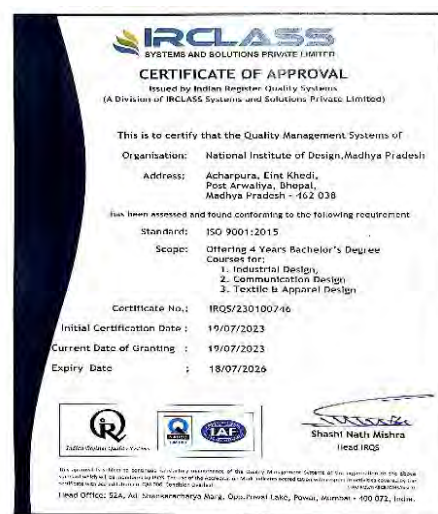 IRCLASS
SYSTEMS AND SOLUTIONS PRIVATE LIMITED
CERTIFICATE OF APPROVAL
Issued by Indian Register Quality Systems
(A Division of IRCLASS Systems and Solutions Private Limited)
This is to certify that the Quality Management Systems of
Organisation: National Institute of Design,Madhya Pradesh
Address: Acharpura, Eint Khedi,
Post Arwaliya, Bhopal,
Madhya Pradesh - 462 038
has been assessed and found conforming to the following requirement
Standard: ISO 9001:2015
Scope: Offering 4 Years Bachelor's Degree
Courses for:
1. Industrial Design,
2. Communication Design
3. Textile & Apparel Design
Certificate No.: IRQS/230100746
Initial Certification Date : 19/07/2023
Current Date of Granting : 19/07/2023
Expiry Date : 18/07/2026
IR
Indian Register Quality Systems
IAF
Shashi Nath Mishra
Head IRQS
Head Office: 52A, Adi Shankaracharya Marg, Opp.Powai Lake, Powai, Mumbai - 400 072, India.